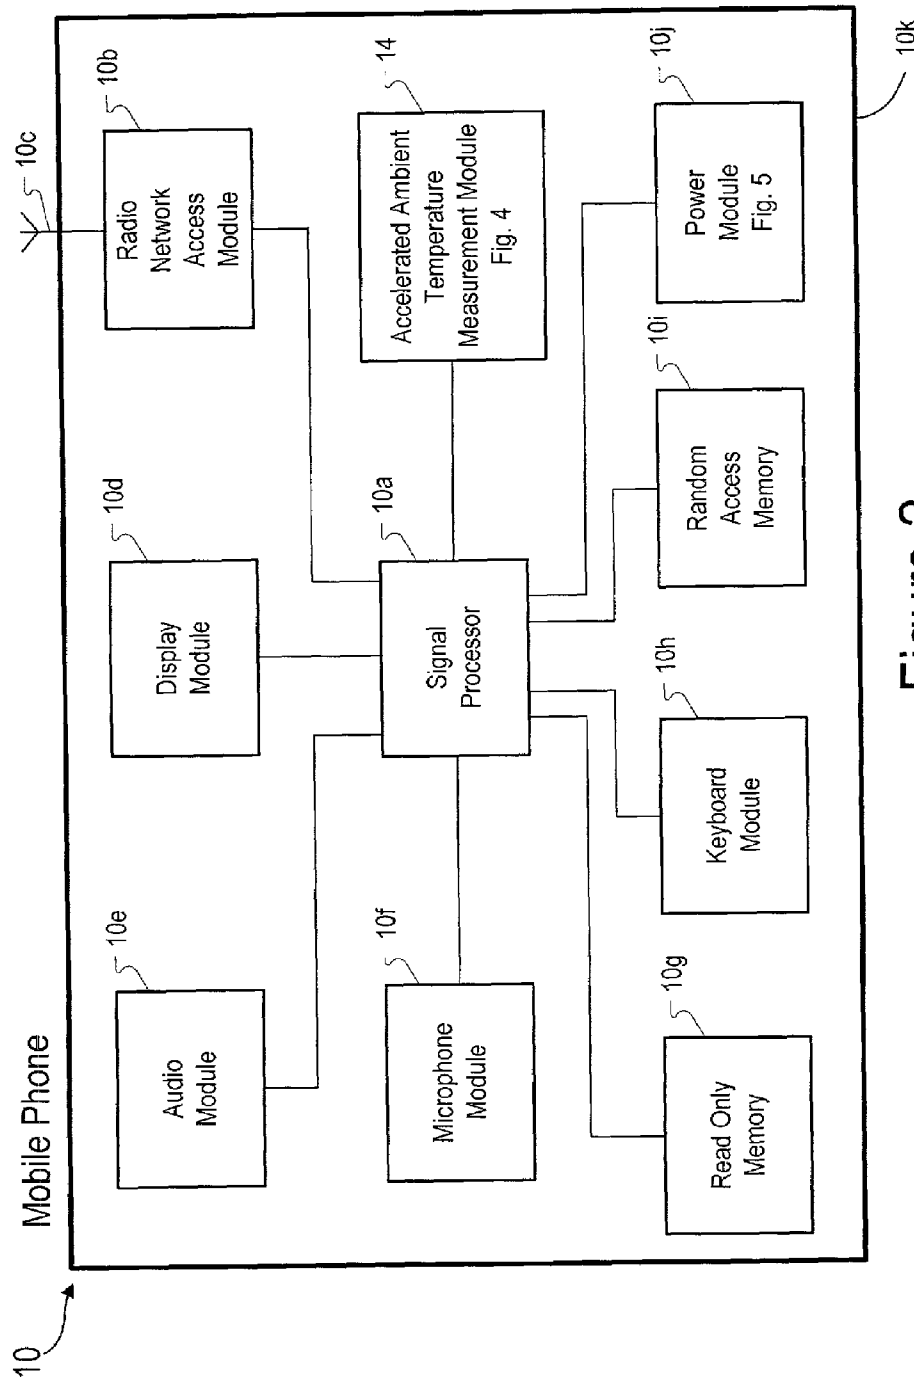 10
Mobile Phone
10c
10e
10d
10b
Audio
Module
Display
Module
Radio
Network
Access
Module
10f
10a
14
Microphone
Module
Signal
Processor
Accelerated Ambient
Temperature
Measurement Module
Fig. 4
10g
10h
10i
10j
Read Only
Memory
Keyboard
Module
Random
Access
Memory
Power
Module
Fig. 5
10k
Figure